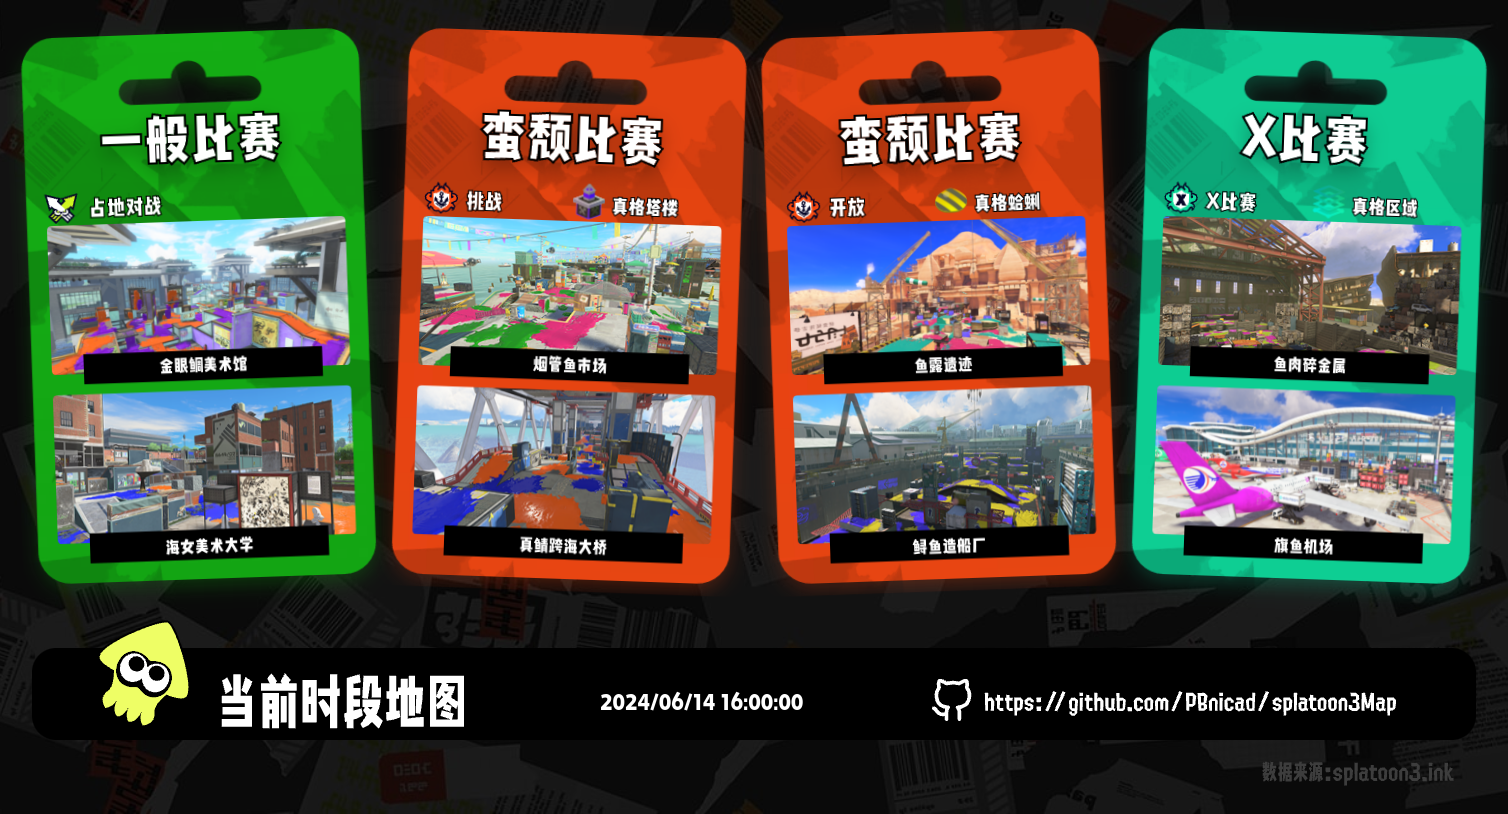 一般比赛
占地对战
金眼鲷美术馆
海女美术大学
蛮颓比赛
挑战
真格塔楼
烟管鱼市场
真鲭跨海大桥
蛮颓比赛
开放
真格蛤蜊
鱼露遗迹
鲟鱼造船厂
X比赛
X比赛
真格区域
鱼肉碎金属
旗鱼机场
当前时段地图
2024/06/14 16:00:00
https://github.com/PBnicad/splatoon3Map
数据来源:splatoon3.ink